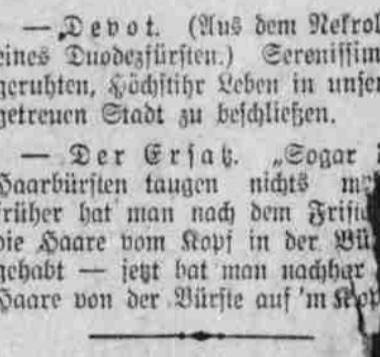 — Devot. (Aus dem Nekrol
eines Duodezfürsten.) Serenissim
geruhten, Höchstihr Leben in unser
getreuen Stadt zu beschließen.
— Der Ersatz. „Sogar
Haarbürsten taugen nichts
früher hat man nach dem Frisie
die Haare vom Kopf in der Bü
gehabt — jetzt hat man nachher
Haare von der Bürste auf'm Kop